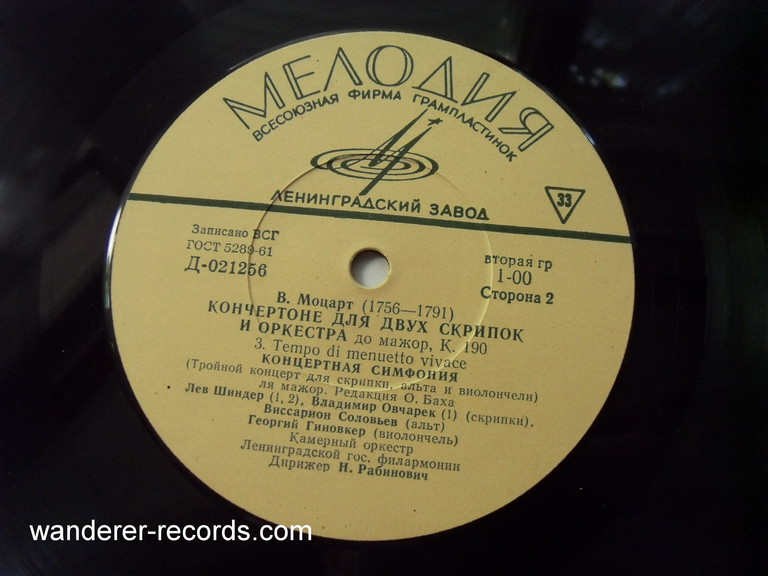 МЕЛОДИЯ
ВСЕСОЮЗНАЯ ФИРМА ГРАМПЛАСТИНОК
ЛЕНИНГРАДСКИЙ ЗАВОД
33
Записано ВСГ
ГОСТ 5289-61
Д-021256
вторая гр
1-00
Сторона 2
В. Моцарт (1756—1791)
КОНЧЕРТОНЕ ДЛЯ ДВУХ СКРИПОК
И ОРКЕСТРА до мажор, К. 190
3. Tempo di menuetto vivace
КОНЦЕРТНАЯ СИМФОНИЯ
(Тройной концерт для скрипки, альта и виолончели)
ля мажор. Редакция О. Баха
Лев Шиндер (1, 2), Владимир Овчарек (1) (скрипки),
Виссарион Соловьев (альт)
Георгий Гиновкер (виолончель)
Камерный оркестр
Ленинградской гос. филармонии
Дирижер Н. Рабинович
wanderer-records.com